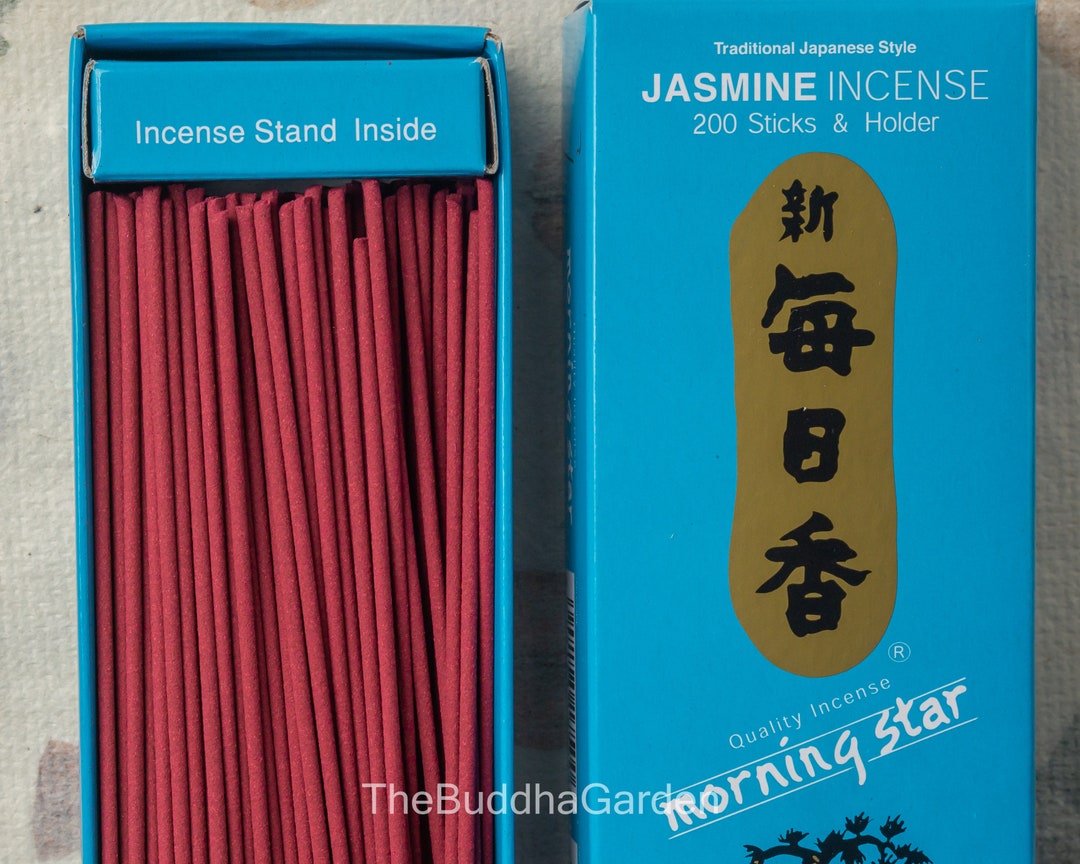 Incense Stand Inside
Traditional Japanese Style
JASMINE INCENSE
200 Sticks & Holder
新
毎
日
香
®
Quality Incense
morning star
TheBuddhaGarden